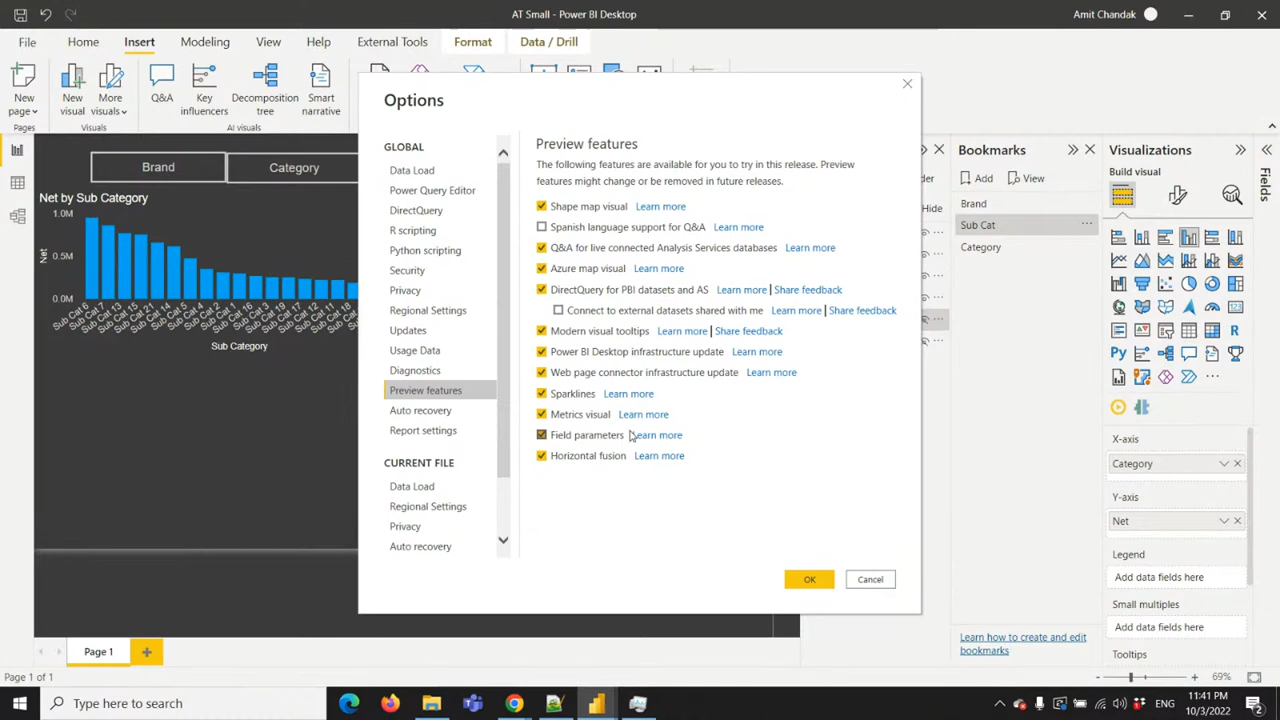 AT Small - Power BI Desktop
Amit Chandak
File
Home
Insert
Modeling
View
Help
External Tools
Format
Data / Drill
New
page
New
visual
More
visuals
Q&A
Key
influencers
Decomposition
tree
Smart
narrative
Pages
Visuals
AI visuals
Brand
Category
Net by Sub Category
1.0M
0.5M
0.0M
Net
Sub Category
Options
GLOBAL
Data Load
Power Query Editor
DirectQuery
R scripting
Python scripting
Security
Privacy
Regional Settings
Updates
Usage Data
Diagnostics
Preview features
Auto recovery
Report settings
CURRENT FILE
Data Load
Regional Settings
Privacy
Auto recovery
Preview features
The following features are available for you to try in this release. Preview
features might change or be removed in future releases.
Shape map visual Learn more
Spanish language support for Q&A Learn more
Q&A for live connected Analysis Services databases Learn more
Azure map visual Learn more
DirectQuery for PBI datasets and AS Learn more | Share feedback
Connect to external datasets shared with me Learn more | Share feedback
Modern visual tooltips Learn more | Share feedback
Power BI Desktop infrastructure update Learn more
Web page connector infrastructure update Learn more
Sparklines Learn more
Metrics visual Learn more
Field parameters Learn more
Horizontal fusion Learn more
OK
Cancel
Hide
Bookmarks
Add
View
Brand
Sub Cat
Category
Learn how to create and edit
bookmarks
Visualizations
Build visual
Fields
X-axis
Category
Y-axis
Net
Legend
Add data fields here
Small multiples
Add data fields here
Tooltips
Page 1
Page 1 of 1
69%
Type here to search
ENG
11:41 PM
10/3/2022
2